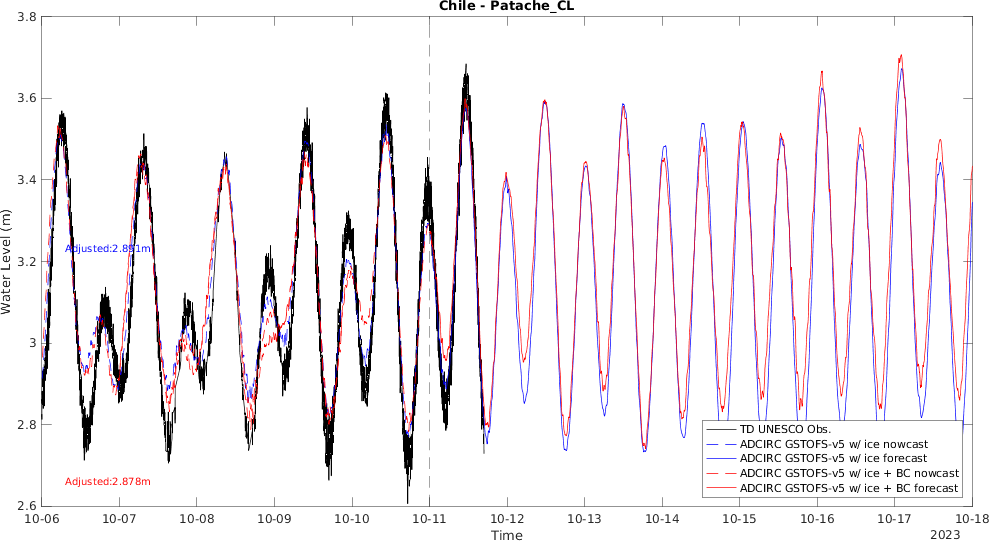 Chile - Patache_CL
3.8
3.6
3.4
3.2
3
2.8
2.6
Water Level (m)
Adjusted:2.891m
Adjusted:2.878m
TD UNESCO Obs.
ADCIRC GSTOFS-v5 w/ ice nowcast
ADCIRC GSTOFS-v5 w/ ice forecast
ADCIRC GSTOFS-v5 w/ ice + BC nowcast
ADCIRC GSTOFS-v5 w/ ice + BC forecast
10-06 10-07 10-08 10-09 10-10 10-11 10-12 10-13 10-14 10-15 10-16 10-17 10-18
Time
2023